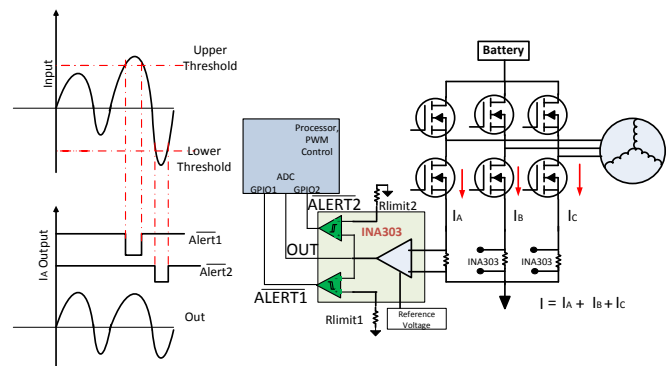 Input
Upper
Threshold
Lower
Threshold
IA Output
Alert1
Alert2
Out
Battery
Processor,
PWM
Control
ADC
GPIO1
GPIO2
ALERT2
Rlimit2
INA303
OUT
ALERT1
Rlimit1
Reference
Voltage
IA
IB
IC
INA303
INA303
I = IA + IB + IC